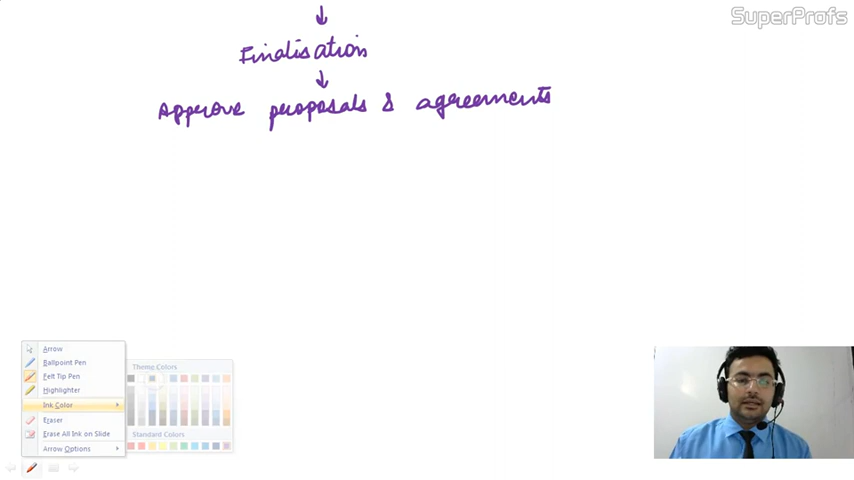 SuperProfs
Finalisation
Approve proposals & agreements
Arrow
Ballpoint Pen
Felt Tip Pen
Highlighter
Ink Color
Eraser
Erase All Ink on Slide
Arrow Options
Theme Colors
Standard Colors